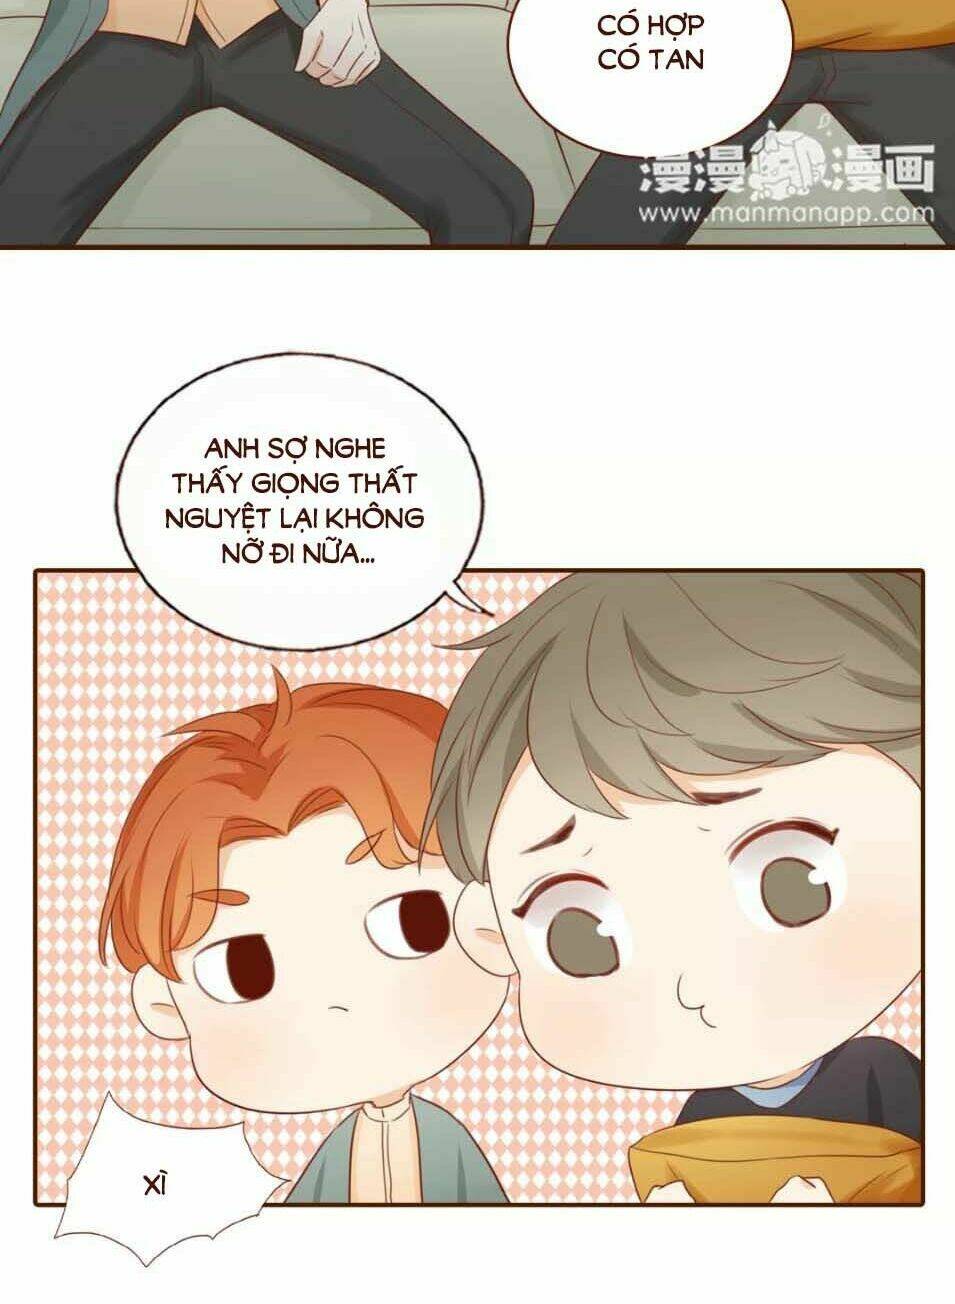 CÓ HỢP
CÓ TAN
漫漫漫画
www.manmanapp.com
ANH SỢ NGHE
THẤY GIỌNG THẤT
NGUYỆT LẠI KHÔNG
NỠ ĐI NỮA...
XÌ